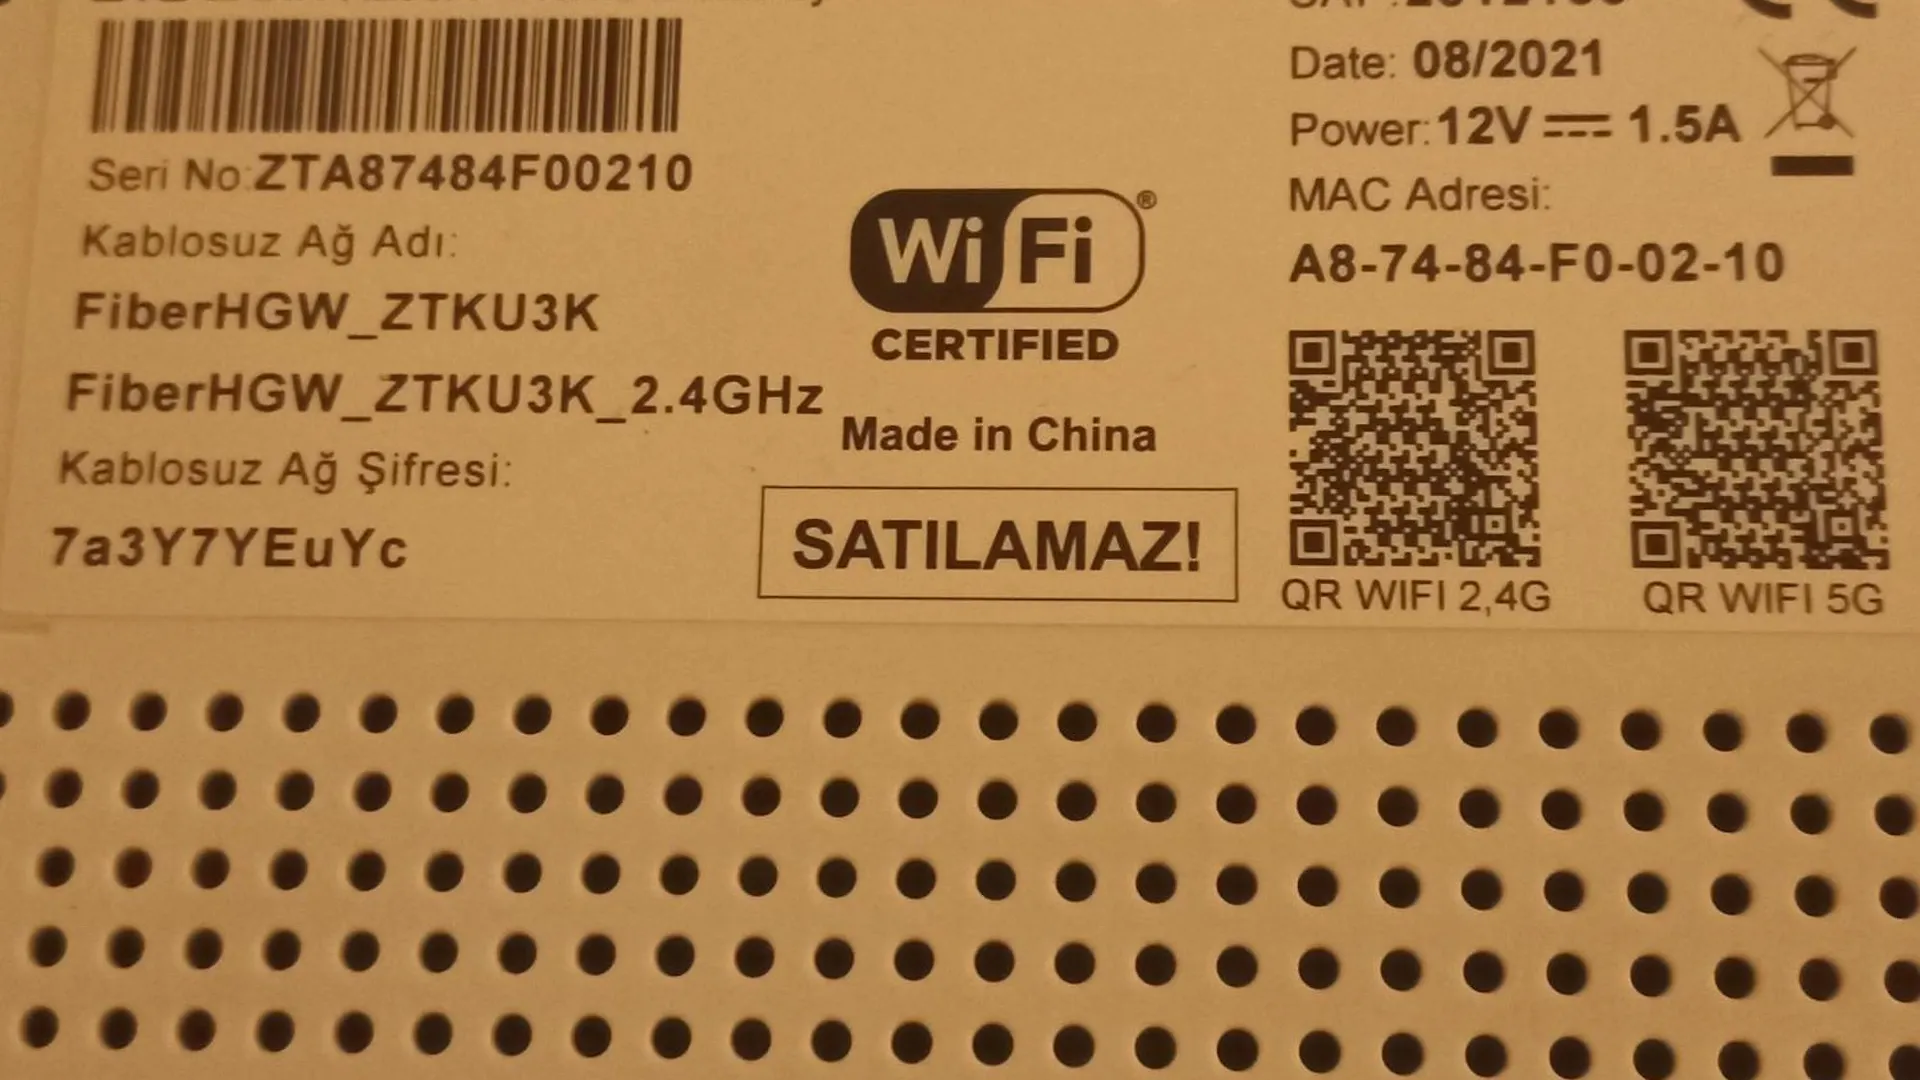 Seri No:ZTA87484F00210
Kablosuz Ağ Adı:
FiberHGW_ZTKU3K
FiberHGW_ZTKU3K_2.4GHz
Kablosuz Ağ Şifresi:
7a3Y7YEuYc
WiFi®
CERTIFIED
Made in China
SATILAMAZ!
Date: 08/2021
Power:12V 1.5A
MAC Adresi:
A8-74-84-F0-02-10
QR WIFI 2,4G
QR WIFI 5G